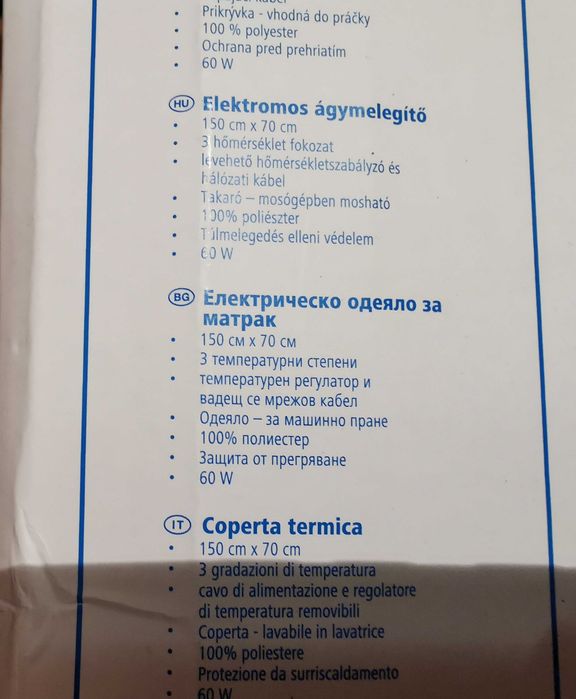 • Prikrývka - vhodná do práčky
• 100 % polyester
• Ochrana pred prehriatím
• 60 W
HU Elektromos ágymelegítő
• 150 cm x 70 cm
• 3 hőmérséklet fokozat
• levehető hőmérsékletszabályzó és
hálózati kábel
• Takaró – mosógépben mosható
• 100% poliészter
• Túlmelegedés elleni védelem
• 60 W
BG Електрическо одеяло за
матрак
• 150 см x 70 см
• 3 температурни степени
• температурен регулатор и
вадещ се мрежов кабел
• Одеяло – за машинно пране
• 100% полиестер
• Защита от прегряване
• 60 W
IT Coperta termica
• 150 cm x 70 cm
• 3 gradazioni di temperatura
• cavo di alimentazione e regolatore
di temperatura removibili
• Coperta - lavabile in lavatrice
• 100% poliestere
• Protezione da surriscaldamento
• 60 W